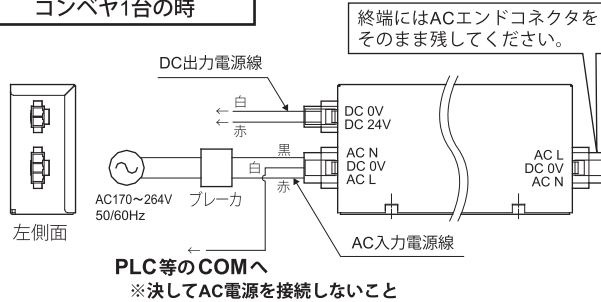 コンベヤ1台の時
終端にはACエンドコネクタを
そのまま残してください。
DC出力電源線
白
赤
DC 0V
DC 24V
黒
白
赤
AC N
DC 0V
AC L
AC L
DC 0V
AC N
AC170～264V
50/60Hz
ブレーカ
左側面
AC入力電源線
PLC等のCOMへ
※決してAC電源を接続しないこと